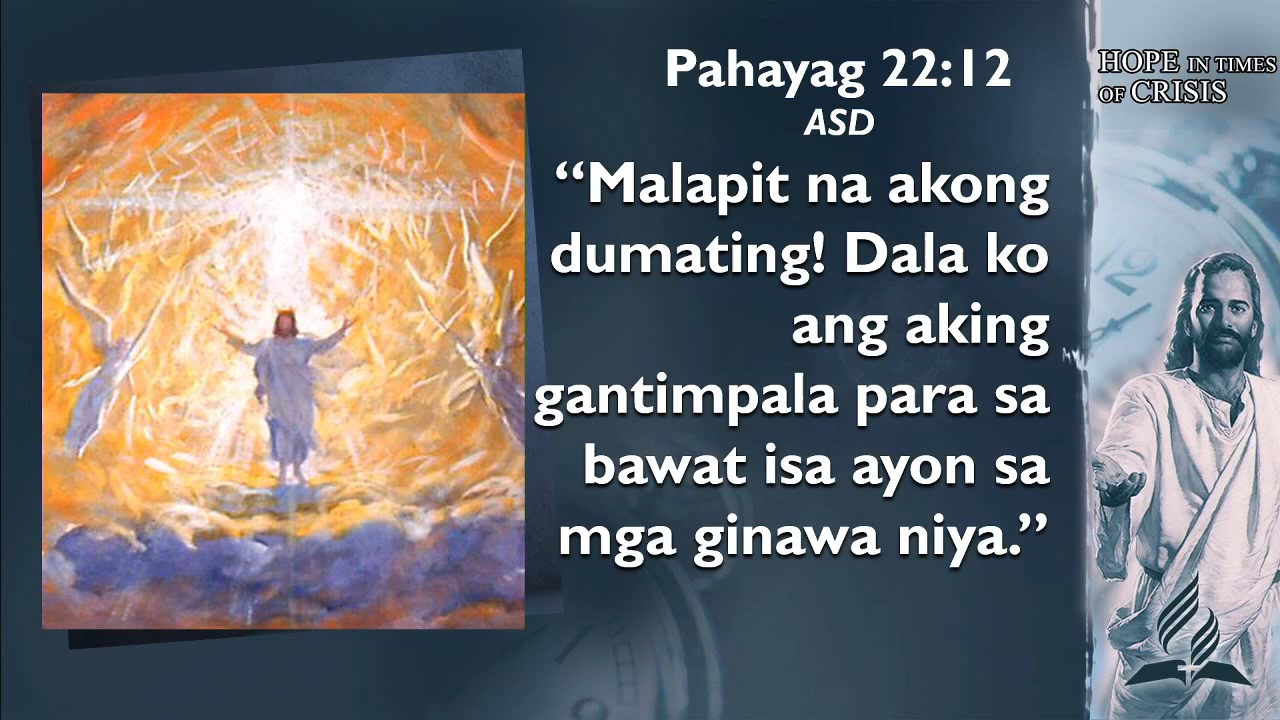 Pahayag 22:12
ASD
“Malapit na akong
dumating! Dala ko
ang aking
gantimpala para sa
bawat isa ayon sa
mga ginawa niya.”
HOPE IN TIMES
OF CRISIS